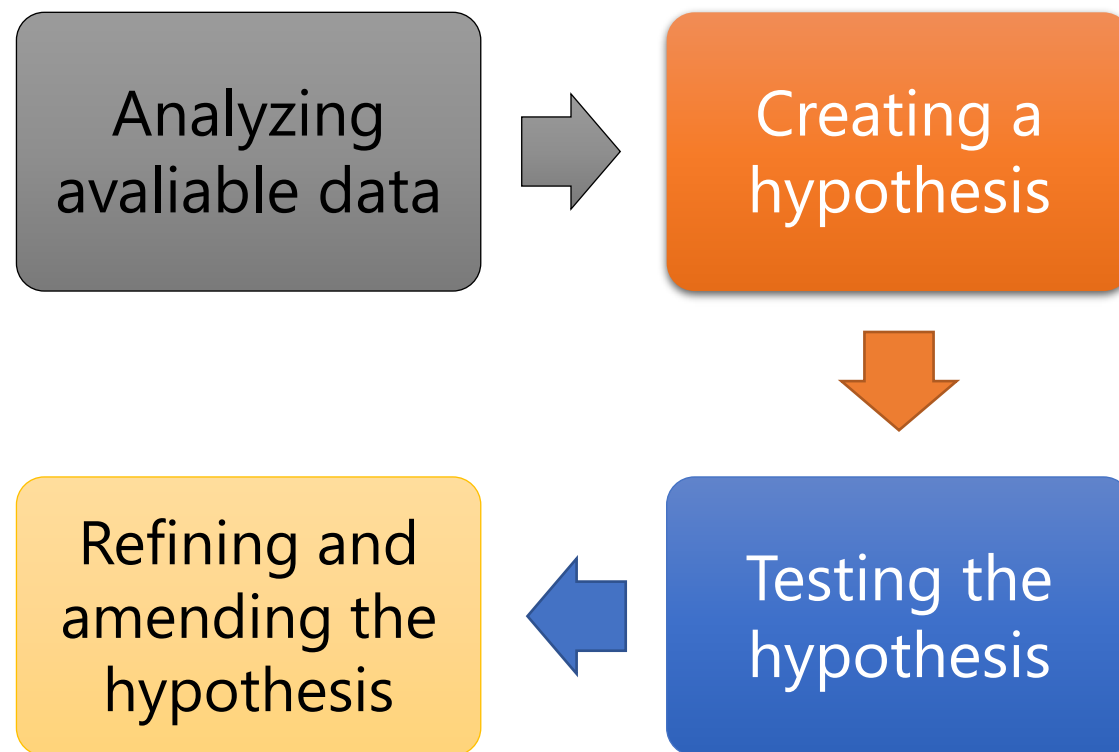 Analyzing
avaliable data
Creating a
hypothesis
Testing the
hypothesis
Refining and
amending the
hypothesis